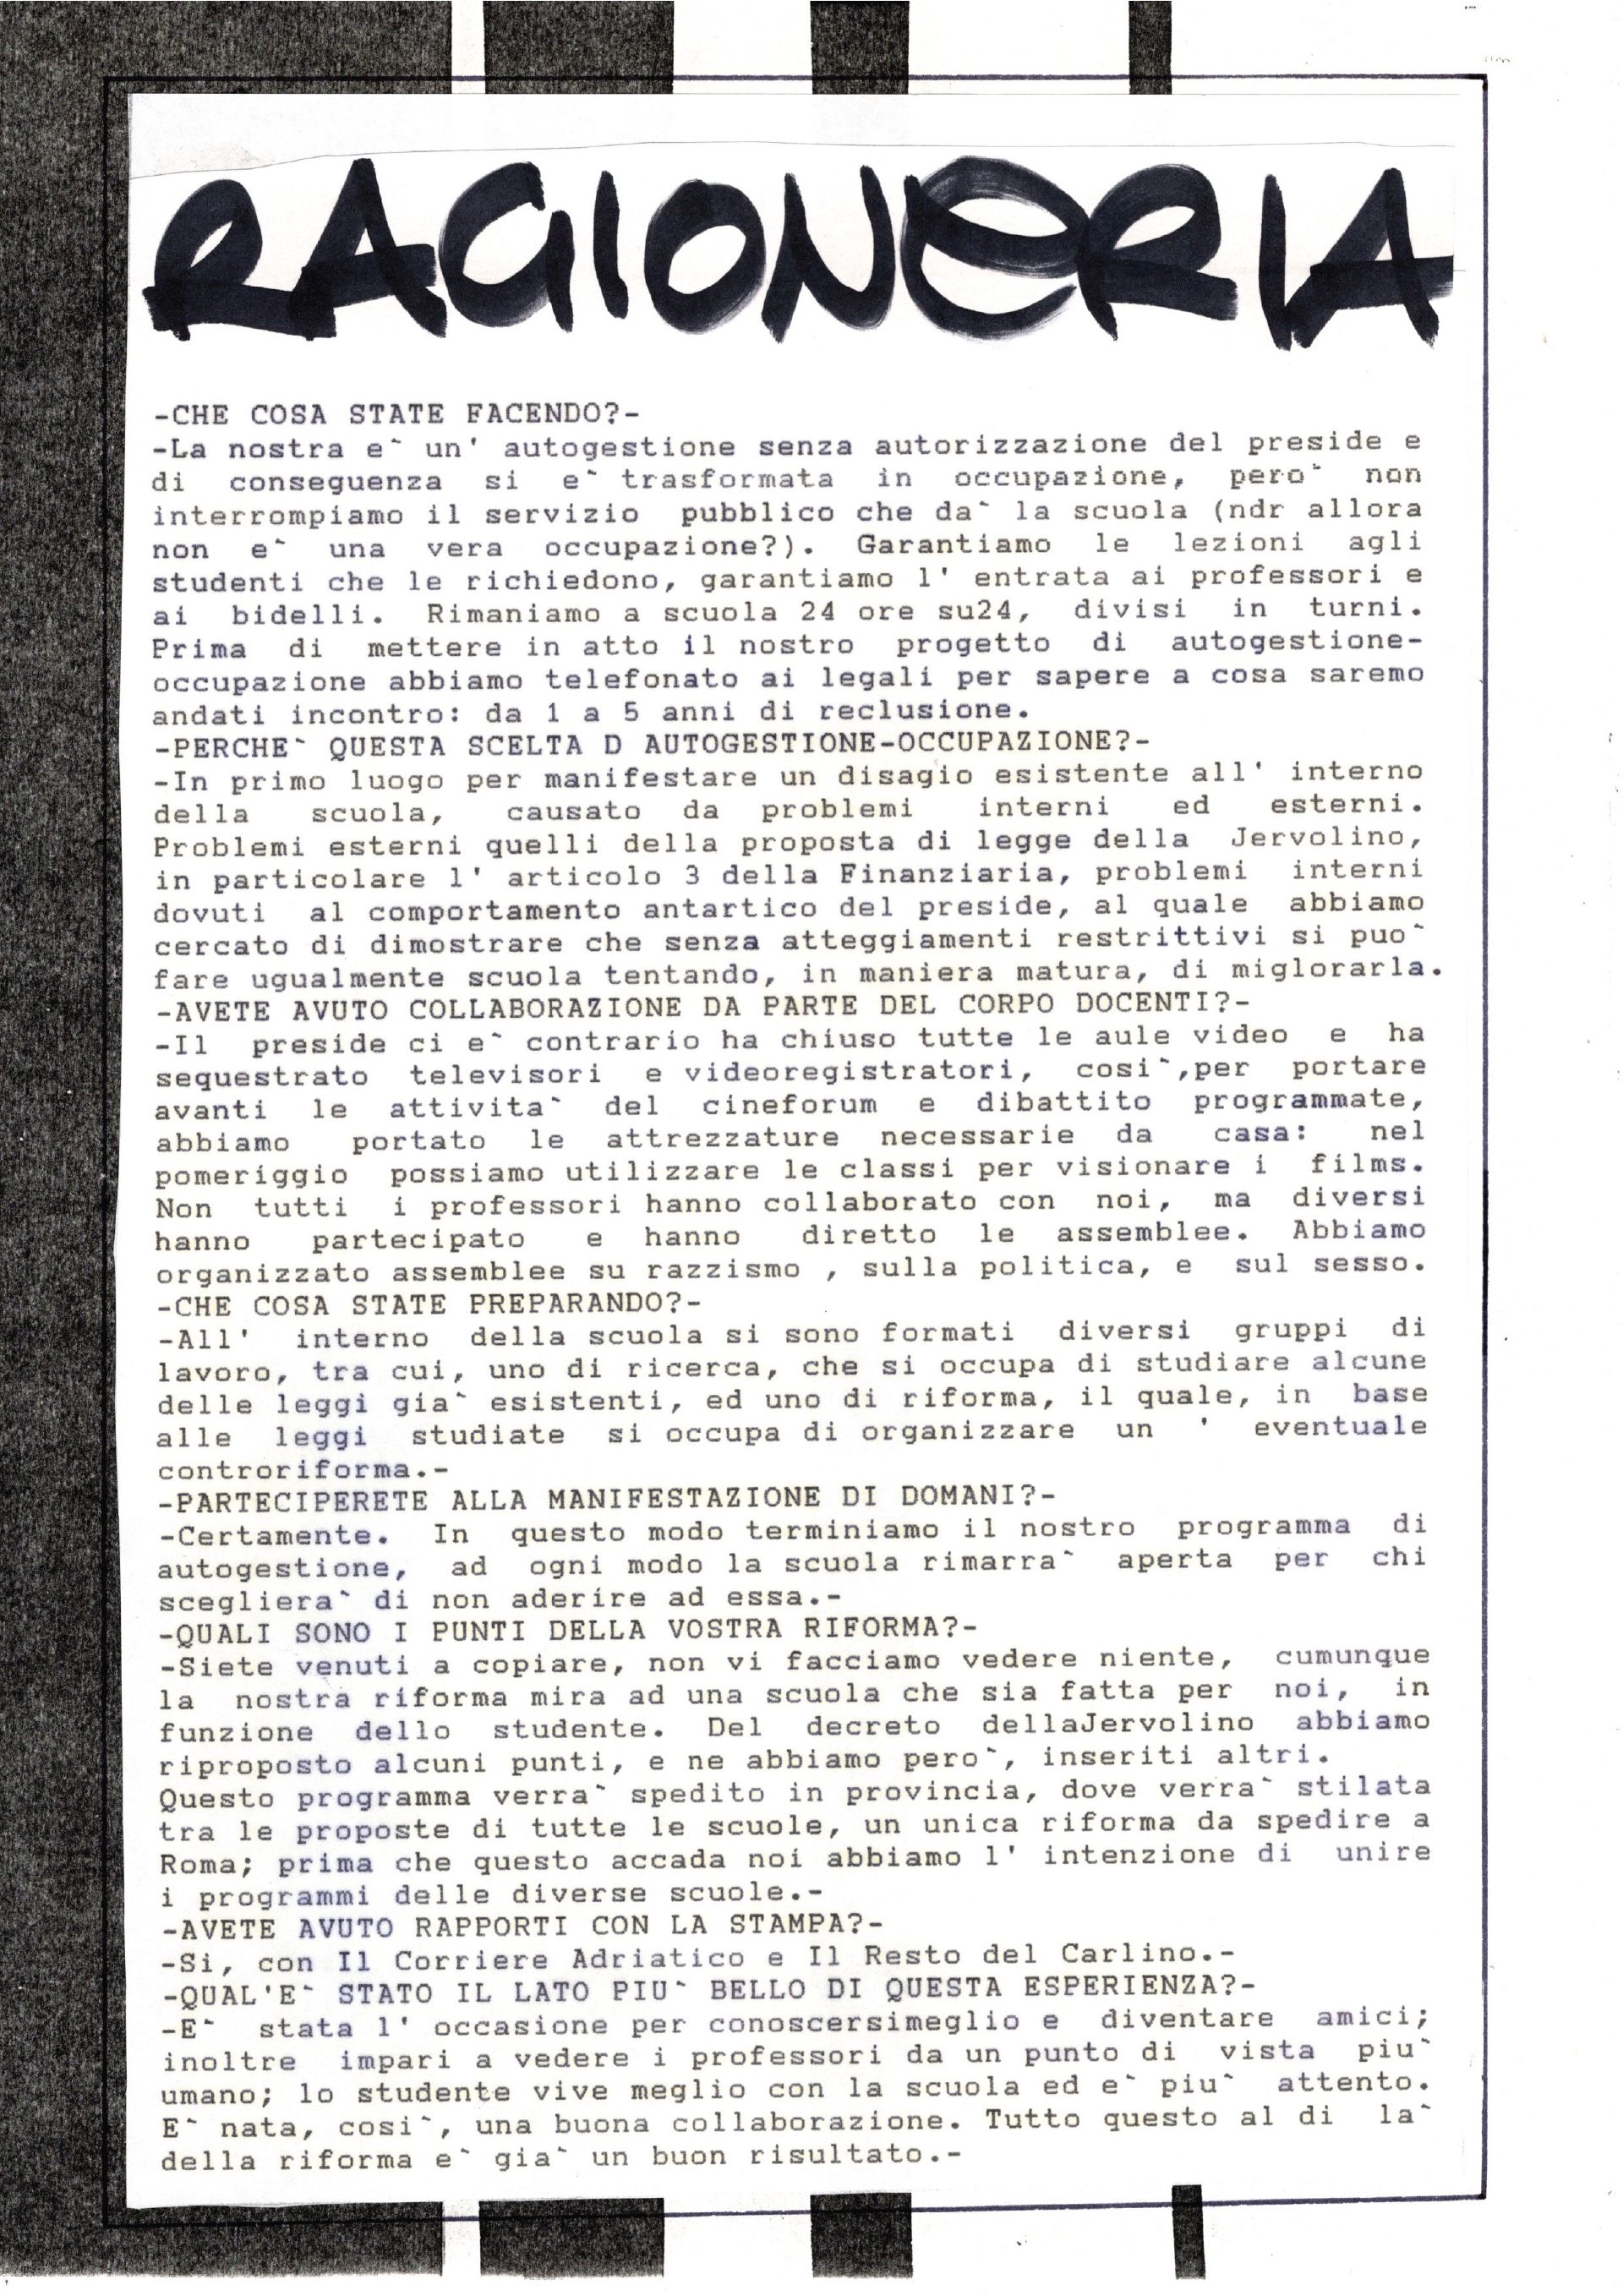 RAGIONERIA
-CHE COSA STATE FACENDO?-
-La nostra e` un' autogestione senza autorizzazione del preside e
di conseguenza si e` trasformata in occupazione, pero` non
interrompiamo il servizio pubblico che da` la scuola (ndr allora
non e` una vera occupazione?). Garantiamo le lezioni agli
studenti che le richiedono, garantiamo l' entrata ai professori e
ai bidelli. Rimaniamo a scuola 24 ore su24, divisi in turni.
Prima di mettere in atto il nostro progetto di autogestione-
occupazione abbiamo telefonato ai legali per sapere a cosa saremo
andati incontro: da 1 a 5 anni di reclusione.
-PERCHE` QUESTA SCELTA D AUTOGESTIONE-OCCUPAZIONE?-
-In primo luogo per manifestare un disagio esistente all' interno
della scuola, causato da problemi interni ed esterni.
Problemi esterni quelli della proposta di legge della Jervolino,
in particolare l' articolo 3 della Finanziaria, problemi interni
dovuti al comportamento antartico del preside, al quale abbiamo
cercato di dimostrare che senza atteggiamenti restrittivi si puo`
fare ugualmente scuola tentando, in maniera matura, di miglorarla.
-AVETE AVUTO COLLABORAZIONE DA PARTE DEL CORPO DOCENTI?-
-Il preside ci e` contrario ha chiuso tutte le aule video e ha
sequestrato televisori e videoregistratori, cosi`,per portare
avanti le attivita` del cineforum e dibattito programmate,
abbiamo portato le attrezzature necessarie da casa: nel
pomeriggio possiamo utilizzare le classi per visionare i films.
Non tutti i professori hanno collaborato con noi, ma diversi
hanno partecipato e hanno diretto le assemblee. Abbiamo
organizzato assemblee su razzismo , sulla politica, e sul sesso.
-CHE COSA STATE PREPARANDO?-
-All' interno della scuola si sono formati diversi gruppi di
lavoro, tra cui, uno di ricerca, che si occupa di studiare alcune
delle leggi gia` esistenti, ed uno di riforma, il quale, in base
alle leggi studiate si occupa di organizzare un ' eventuale
controriforma.-
-PARTECIPERETE ALLA MANIFESTAZIONE DI DOMANI?-
-Certamente. In questo modo terminiamo il nostro programma di
autogestione, ad ogni modo la scuola rimarra` aperta per chi
scegliera` di non aderire ad essa.-
-QUALI SONO I PUNTI DELLA VOSTRA RIFORMA?-
-Siete venuti a copiare, non vi facciamo vedere niente, cumunque
la nostra riforma mira ad una scuola che sia fatta per noi, in
funzione dello studente. Del decreto dellaJervolino abbiamo
riproposto alcuni punti, e ne abbiamo pero`, inseriti altri.
Questo programma verra` spedito in provincia, dove verra` stilata
tra le proposte di tutte le scuole, un unica riforma da spedire a
Roma; prima che questo accada noi abbiamo l' intenzione di unire
i programmi delle diverse scuole.-
-AVETE AVUTO RAPPORTI CON LA STAMPA?-
-Si, con Il Corriere Adriatico e Il Resto del Carlino.-
-QUAL'E` STATO IL LATO PIU` BELLO DI QUESTA ESPERIENZA?-
-E` stata l' occasione per conoscersimeglio e diventare amici;
inoltre impari a vedere i professori da un punto di vista piu`
umano; lo studente vive meglio con la scuola ed e` piu` attento.
E` nata, cosi`, una buona collaborazione. Tutto questo al di la`
della riforma e` gia` un buon risultato.-